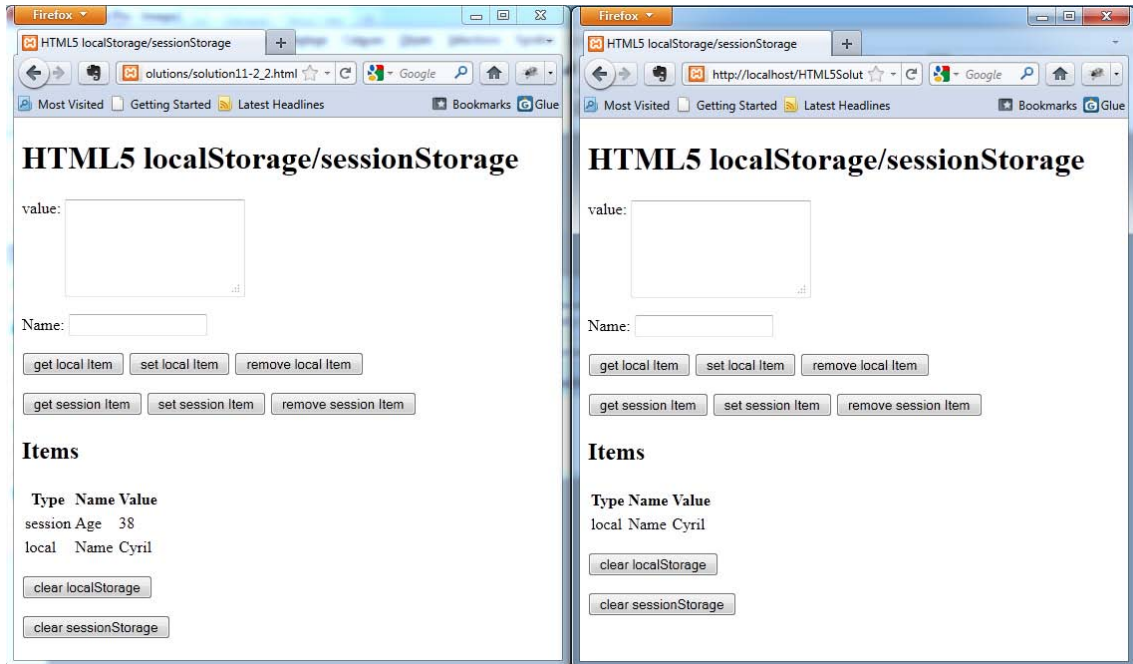 Firefox
HTML5 localStorage/sessionStorage
olutions/solution11-2_2.html
Google
Most Visited Getting Started Latest Headlines Bookmarks Glue
HTML5 localStorage/sessionStorage
value:
Name:
get local Item set local Item remove local Item
get session Item set session Item remove session Item
Items
Type Name Value
session Age 38
local Name Cyril
clear localStorage
clear sessionStorage
Firefox
HTML5 localStorage/sessionStorage
http://localhost/HTML5Solut
Google
Most Visited Getting Started Latest Headlines Bookmarks Glue
HTML5 localStorage/sessionStorage
value:
Name:
get local Item set local Item remove local Item
get session Item set session Item remove session Item
Items
Type Name Value
local Name Cyril
clear localStorage
clear sessionStorage